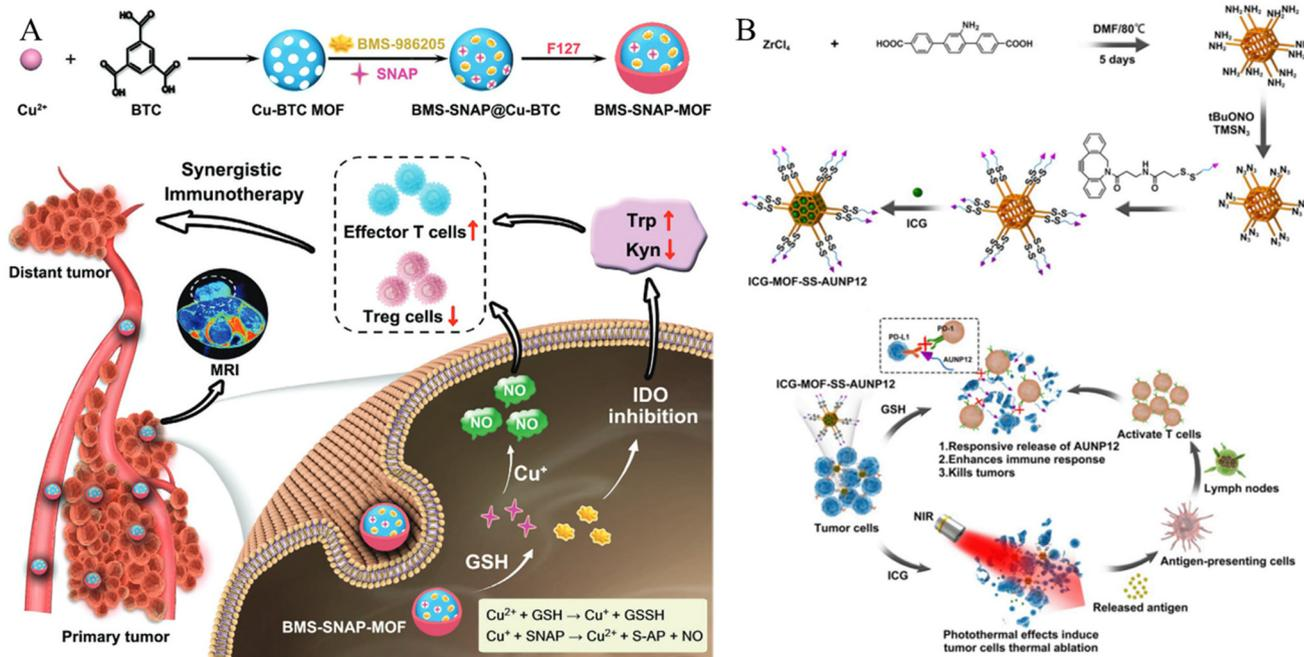 A
Cu²⁺
+
BTC
Cu-BTC MOF
BMS-986205
SNAP
BMS-SNAP@Cu-BTC
F127
BMS-SNAP-MOF
Synergistic
Immunotherapy
Distant tumor
Effector T cells
Treg cells
Trp
Kyn
MRI
NO
NO
NO
Cu⁺
IDO
inhibition
GSH
BMS-SNAP-MOF
Primary tumor
Cu²⁺ + GSH → Cu⁺ + GSSH
Cu⁺ + SNAP → Cu²⁺ + S-AP + NO
B
ZrCl₄
+
HOOC
NH₂
COOH
DMF/80℃
5 days
tBuONO
TMSN₃
ICG
ICG-MOF-SS-AUNP12
PD-L1
PD-1
AUNP12
ICG-MOF-SS-AUNP12
GSH
1.Responsive release of AUNP12
2.Enhances immune response
3.Kills tumors
Activate T cells
Lymph nodes
Tumor cells
NIR
ICG
Antigen-presenting cells
Released antigen
Photothermal effects induce
tumor cells thermal ablation